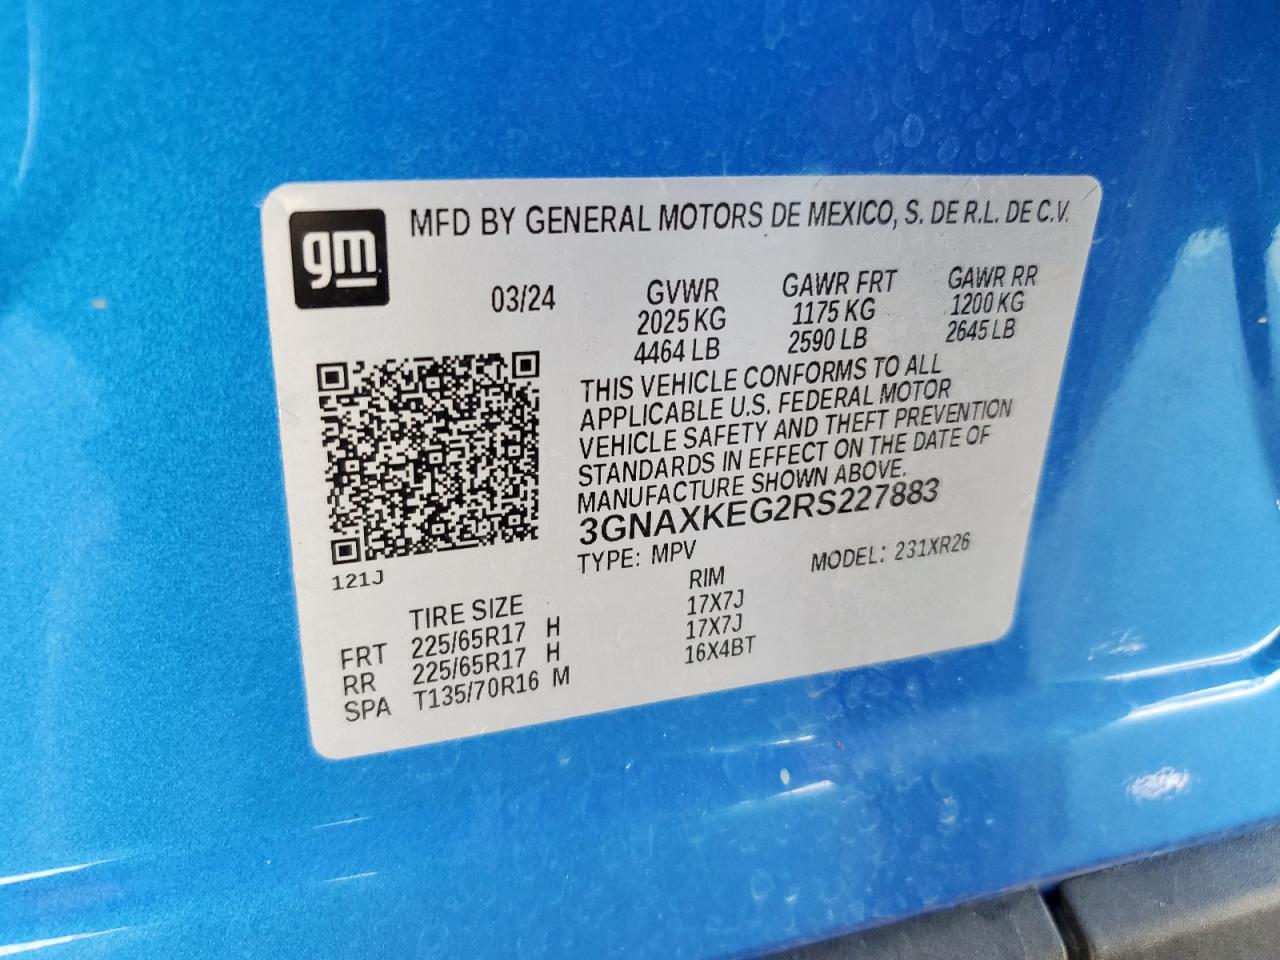 gm
MFD BY GENERAL MOTORS DE MEXICO, S. DE R.L. DE C.V.
03/24
GVWR GAWR FRT GAWR RR
2025 KG 1175 KG 1200 KG
4464 LB 2590 LB 2645 LB
THIS VEHICLE CONFORMS TO ALL
APPLICABLE U.S. FEDERAL MOTOR
VEHICLE SAFETY AND THEFT PREVENTION
STANDARDS IN EFFECT ON THE DATE OF
MANUFACTURE SHOWN ABOVE.
3GNAXKEG2RS227883
TYPE: MPV MODEL: 231XR26
121J
TIRE SIZE RIM
FRT 225/65R17 H 17X7J
RR 225/65R17 H 17X7J
SPA T135/70R16 M 16X4BT